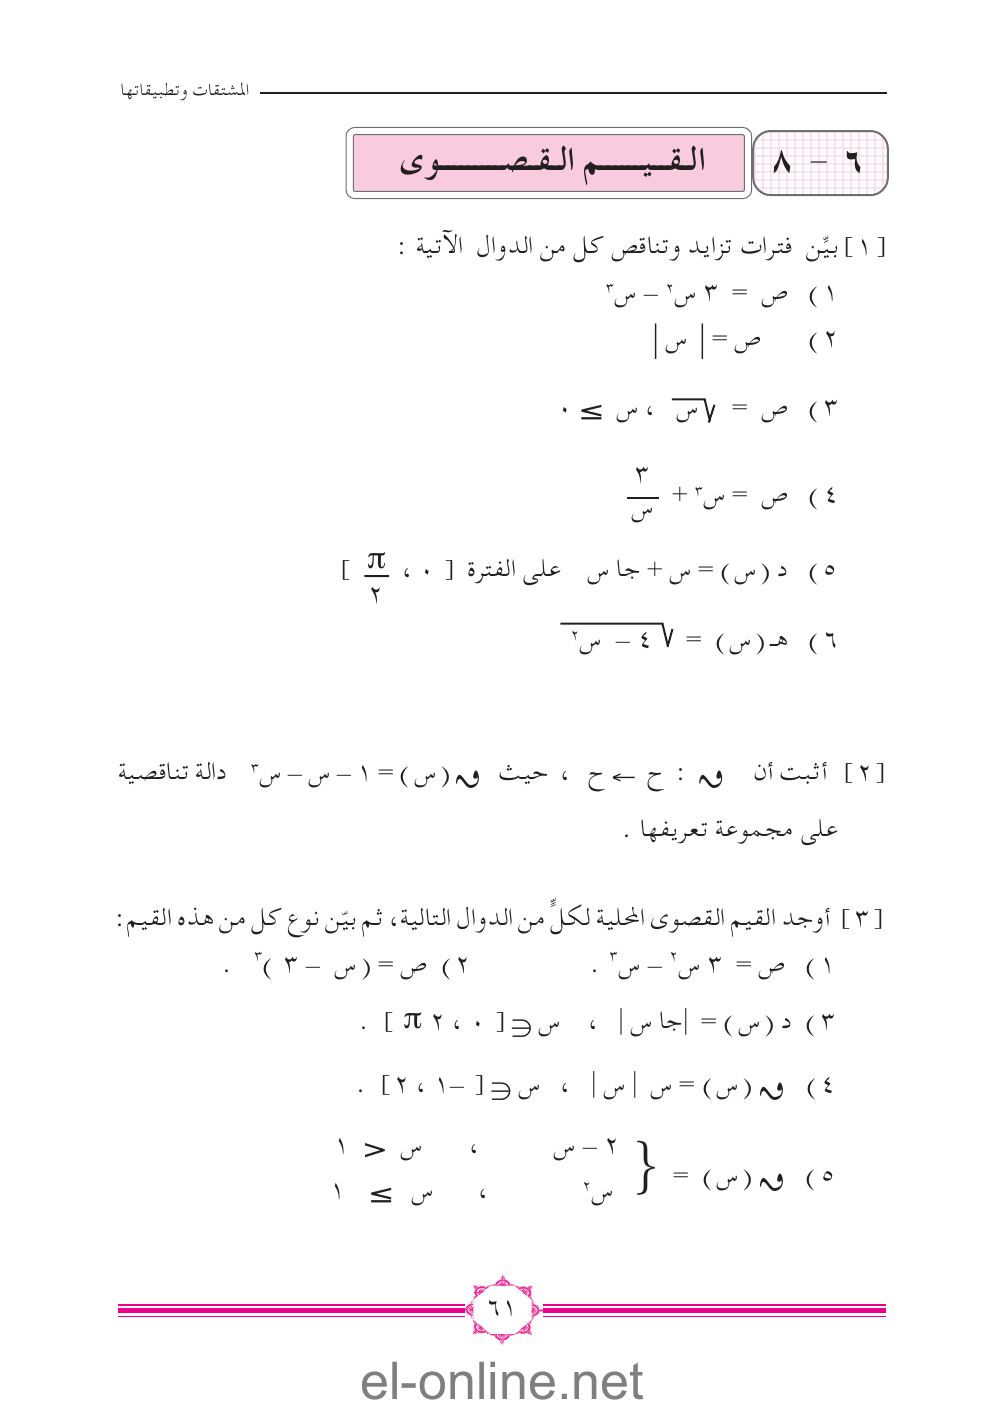 المشتقات وتطبيقاتها
٦ – ٨ القيم القصوى
[ ١ ] بيِّن فترات تزايد وتناقص كل من الدوال الآتية :
١ ) ص = ٣ س٢ – س٣
٢ ) ص = | س |
٣ ) ص = √س ، س ≥ ٠
٤ ) ص = س٣ + ٣/س
٥ ) د ( س ) = س + جا س على الفترة [ ٠ ، π/٢ ]
٦ ) هـ ( س ) = √(٤ – س٢)
[ ٢ ] أثبت أن ق : ح ← ح ، حيث ق ( س ) = ١ – س – س٣ دالة تناقصية
على مجموعة تعريفها .
[ ٣ ] أوجد القيم القصوى المحلية لكلٍّ من الدوال التالية، ثم بيّن نوع كل من هذه القيم :
١ ) ص = ٣ س٢ – س٣ . ٢ ) ص = ( س – ٣ )٣ .
٣ ) د ( س ) = |جا س| ، س ∈ [ ٠ ، ٢ π ] .
٤ ) ق ( س ) = س | س | ، س ∈ [ –١ ، ٢ ] .
٥ ) ق ( س ) = { ٢ – س ، س < ١
س٢ ، س ≥ ١
٦١
el-online.net